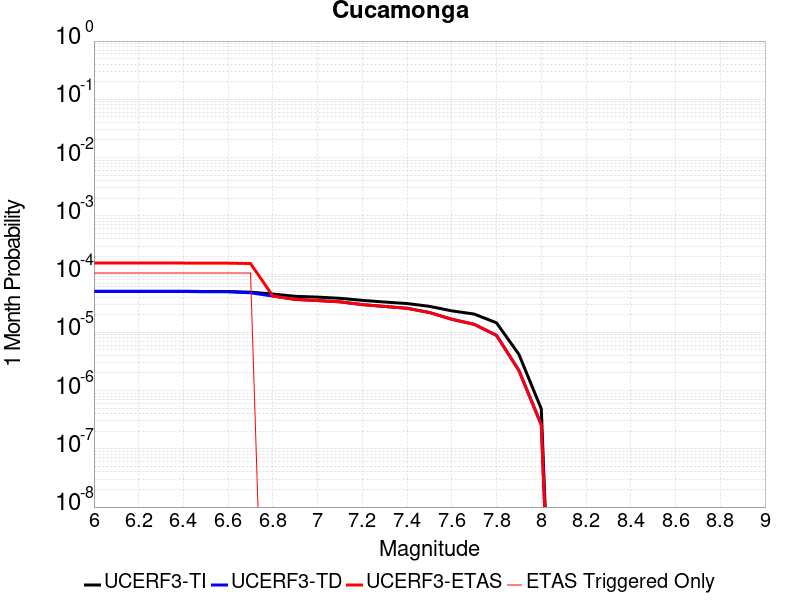 Cucamonga
10^0
10^-1
10^-2
10^-3
10^-4
10^-5
10^-6
10^-7
10^-8
1 Month Probability
6 6.2 6.4 6.6 6.8 7 7.2 7.4 7.6 7.8 8 8.2 8.4 8.6 8.8 9
Magnitude
UCERF3-TI UCERF3-TD UCERF3-ETAS ETAS Triggered Only